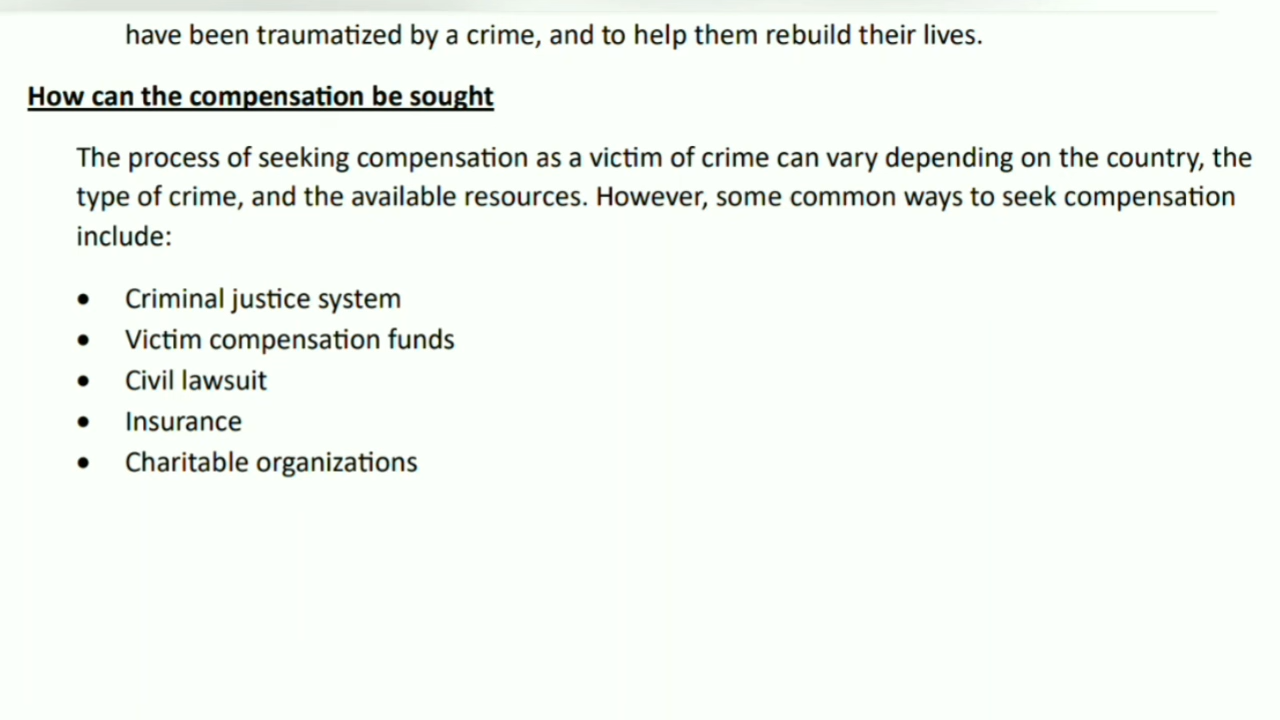 have been traumatized by a crime, and to help them rebuild their lives.
How can the compensation be sought
The process of seeking compensation as a victim of crime can vary depending on the country, the
type of crime, and the available resources. However, some common ways to seek compensation
include:
• Criminal justice system
• Victim compensation funds
• Civil lawsuit
• Insurance
• Charitable organizations